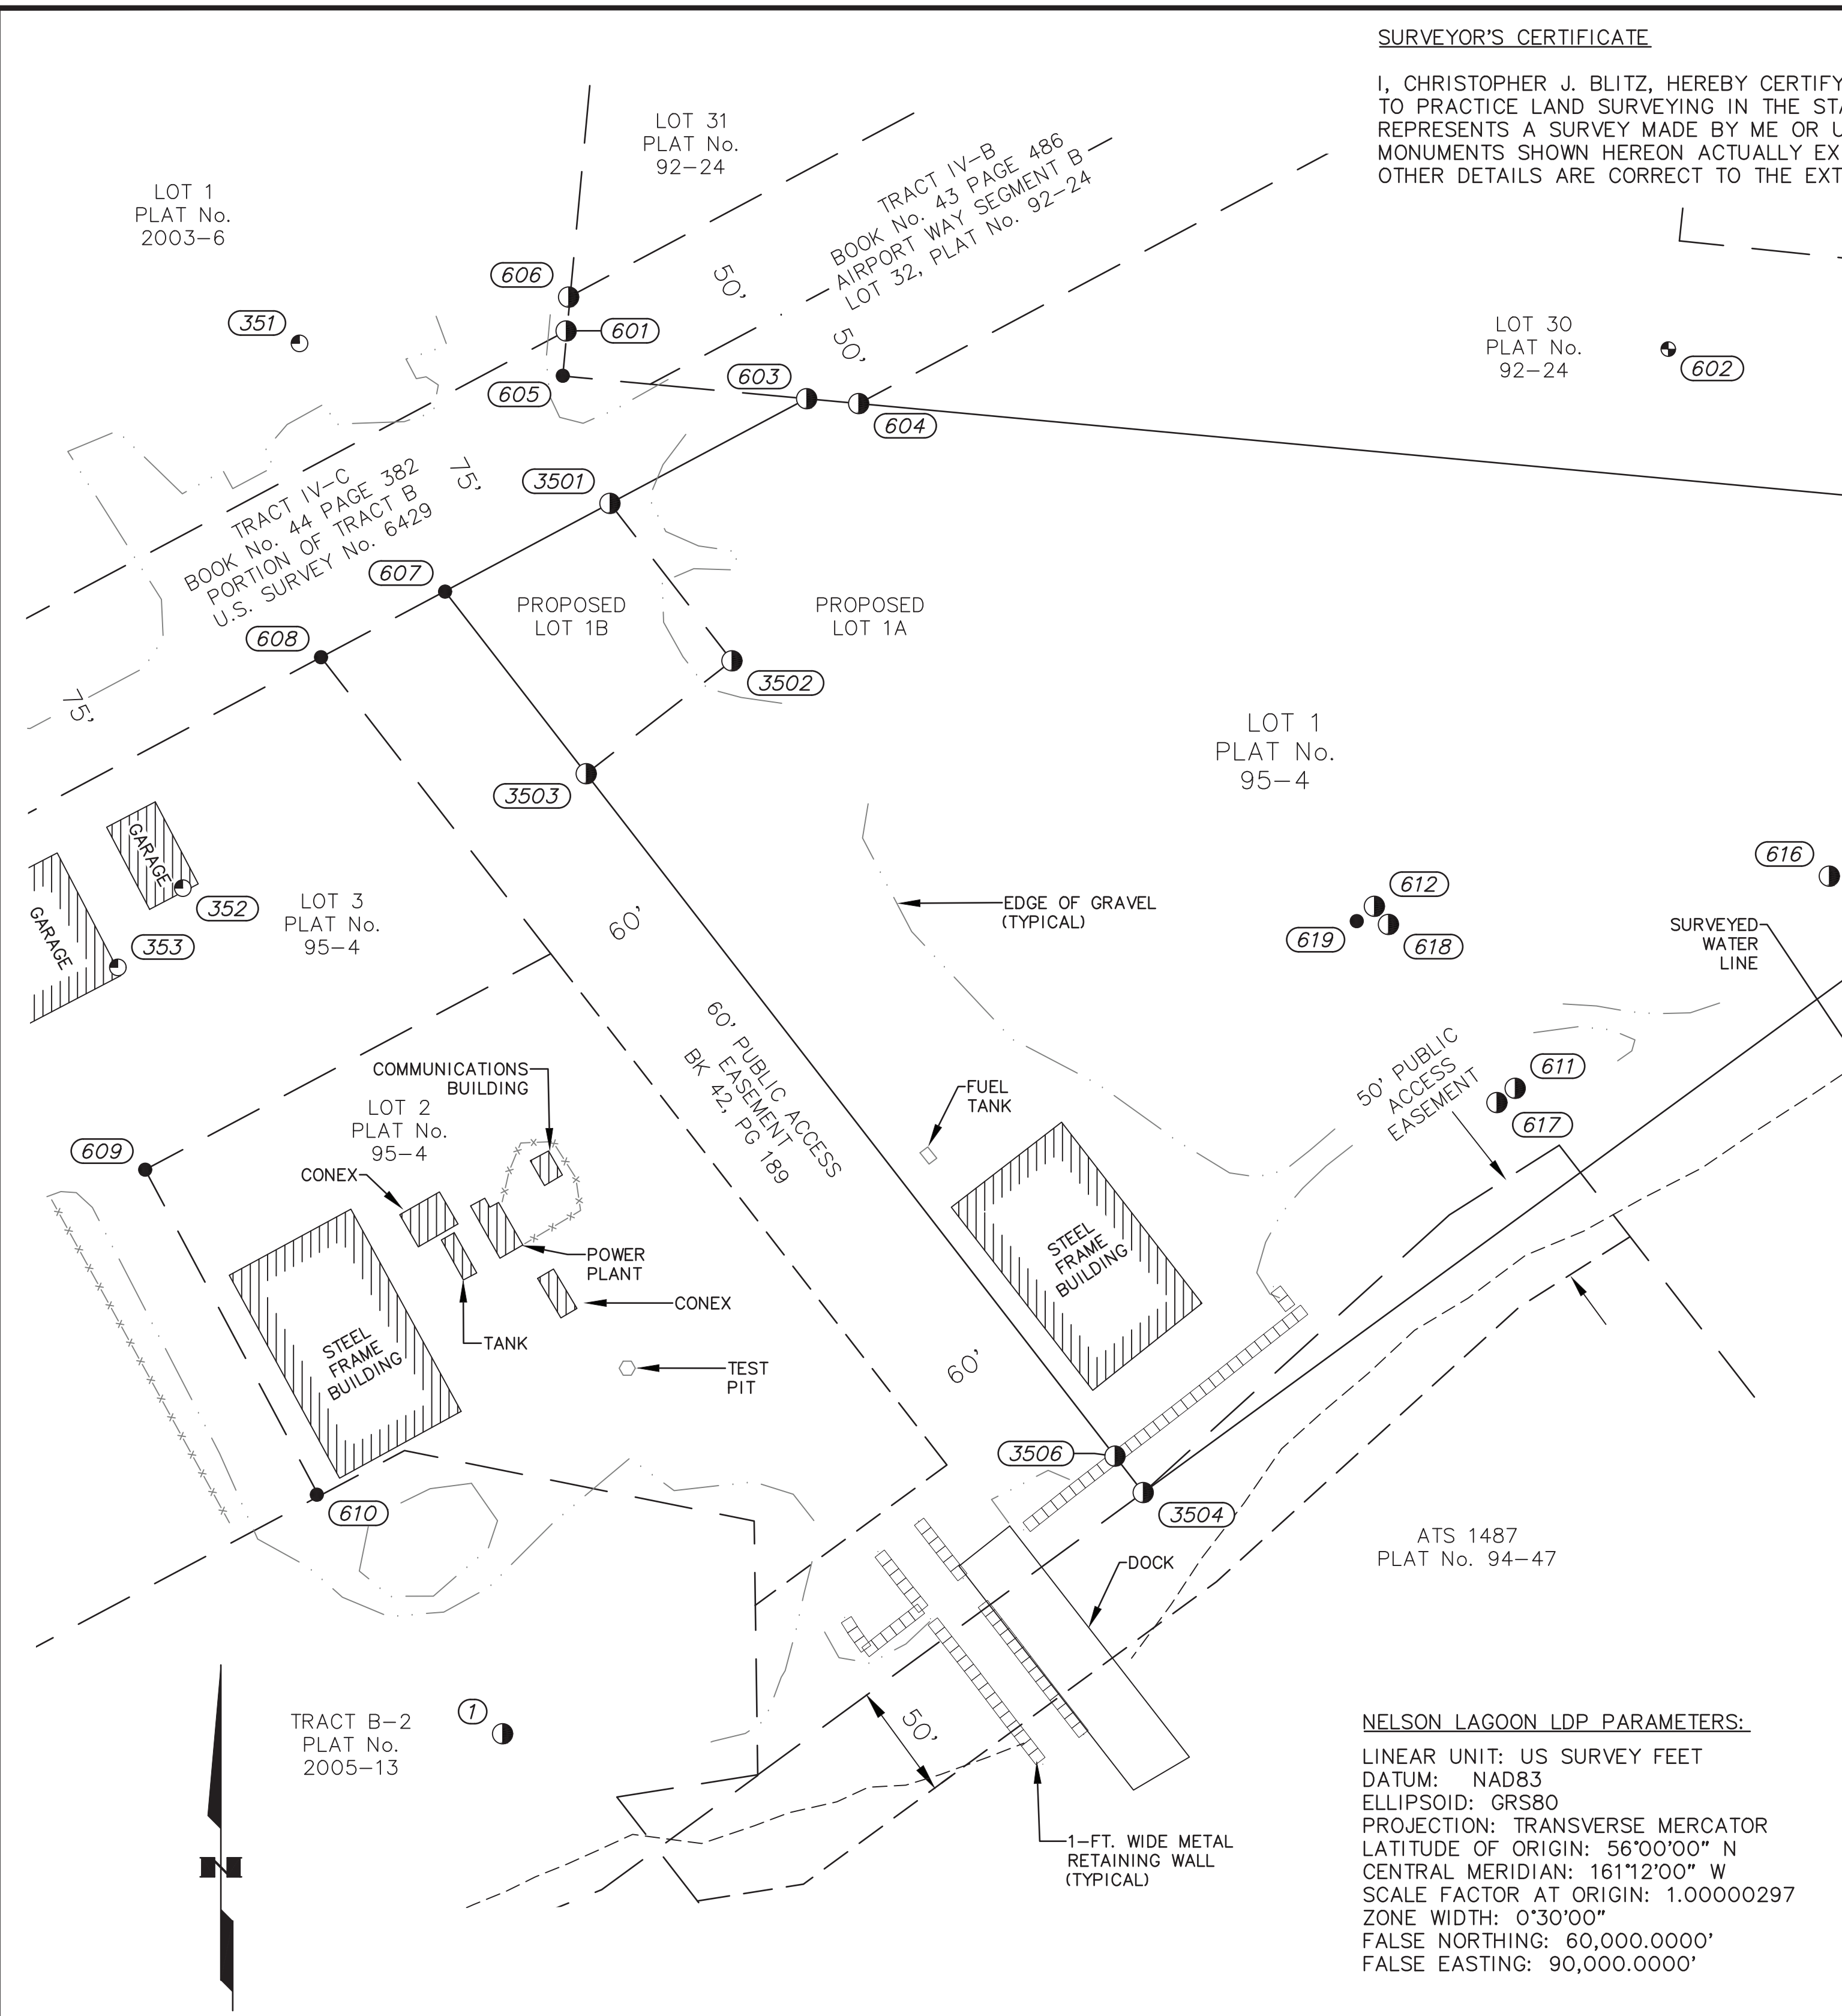 SURVEYOR'S CERTIFICATE
I, CHRISTOPHER J. BLITZ, HEREBY CERTIFY
TO PRACTICE LAND SURVEYING IN THE STA
REPRESENTS A SURVEY MADE BY ME OR U
MONUMENTS SHOWN HEREON ACTUALLY EX
OTHER DETAILS ARE CORRECT TO THE EXT
LOT 31
PLAT No.
92-24
LOT 1
PLAT No.
2003-6
TRACT IV-B
BOOK No. 43 PAGE 486
AIRPORT WAY SEGMENT B
LOT 32, PLAT No. 92-24
606
50'
351
601
50'
LOT 30
PLAT No.
92-24
602
603
605
604
TRACT IV-C
BOOK No. 44 PAGE 382
PORTION OF TRACT B
U.S. SURVEY No. 6429
75'
3501
607
PROPOSED
LOT 1B
PROPOSED
LOT 1A
608
3502
75'
LOT 1
PLAT No.
95-4
3503
GARAGE
352
GARAGE
353
LOT 3
PLAT No.
95-4
60'
EDGE OF GRAVEL
(TYPICAL)
616
612
619
618
SURVEYED
WATER
LINE
60' PUBLIC ACCESS
EASEMENT
BK 42, PG 189
COMMUNICATIONS
BUILDING
FUEL
TANK
50' PUBLIC
ACCESS
EASEMENT
611
617
LOT 2
PLAT No.
95-4
609
CONEX
STEEL
FRAME
BUILDING
POWER
PLANT
CONEX
TANK
STEEL
FRAME
BUILDING
TEST
PIT
60'
3506
610
3504
ATS 1487
PLAT No. 94-47
DOCK
1
TRACT B-2
PLAT No.
2005-13
50'
1-FT. WIDE METAL
RETAINING WALL
(TYPICAL)
N
NELSON LAGOON LDP PARAMETERS:
LINEAR UNIT: US SURVEY FEET
DATUM: NAD83
ELLIPSOID: GRS80
PROJECTION: TRANSVERSE MERCATOR
LATITUDE OF ORIGIN: 56°00'00" N
CENTRAL MERIDIAN: 161°12'00" W
SCALE FACTOR AT ORIGIN: 1.00000297
ZONE WIDTH: 0°30'00"
FALSE NORTHING: 60,000.0000'
FALSE EASTING: 90,000.0000'